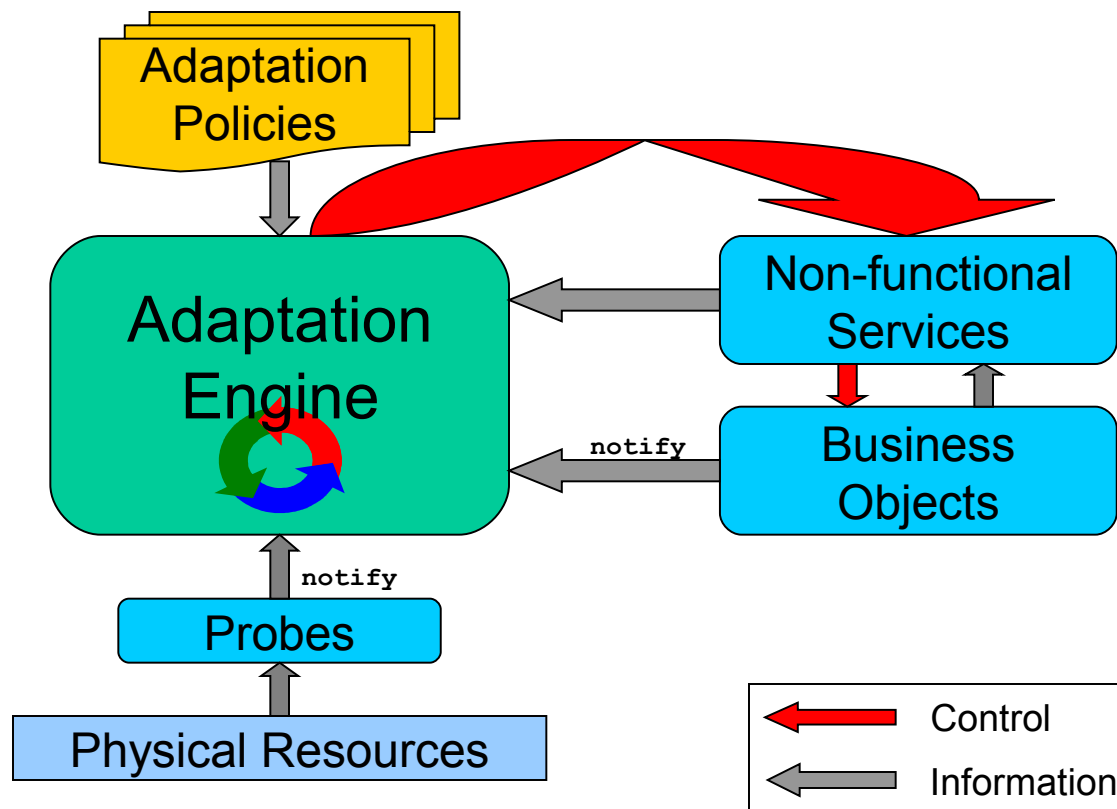 Adaptation
Policies
Adaptation
Engine
Non-functional
Services
notify
Business
Objects
notify
Probes
Physical Resources
Control
Information